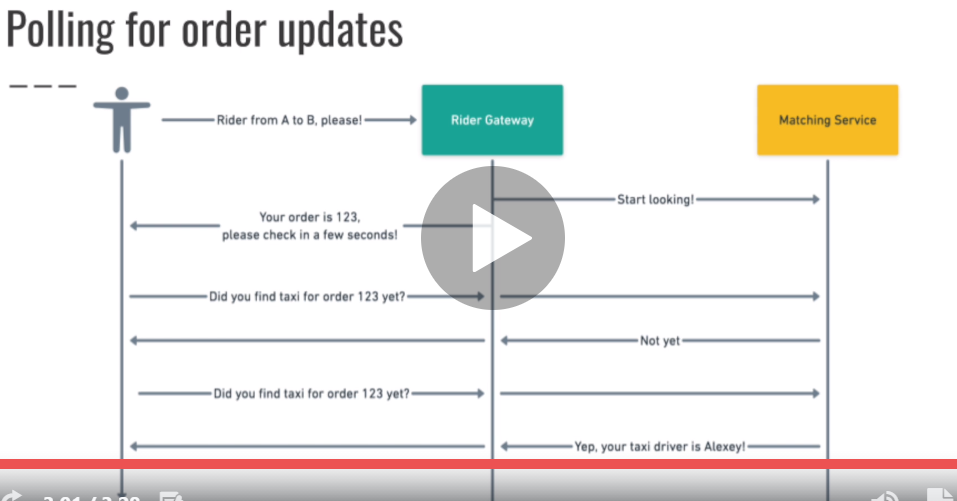 Polling for order updates
Rider from A to B, please!
Rider Gateway
Matching Service
Start looking!
Your order is 123,
please check in a few seconds!
Did you find taxi for order 123 yet?
Not yet
Did you find taxi for order 123 yet?
Yep, your taxi driver is Alexey!